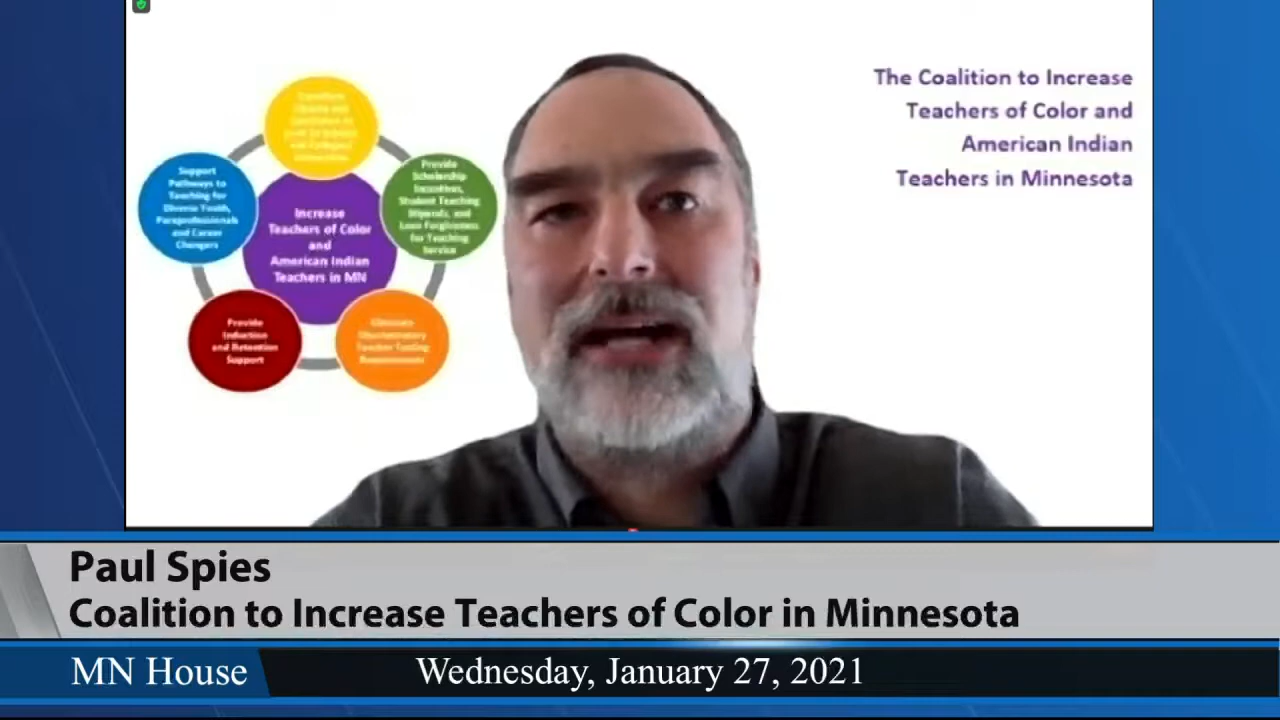 The Coalition to Increase
Teachers of Color and
American Indian
Teachers in Minnesota
Support
Pathways to
Teaching for
Diverse Youth,
Paraprofessionals
and Career
Changers
Provide
Scholarship
Incentives,
Student Teaching
Stipends, and
Loan Forgiveness
for Teaching
Service
Increase
Teachers of Color
and
American Indian
Teachers in MN
Provide
Induction
and Retention
Support
Eliminate
Discriminatory
Teacher Testing
Requirements
Paul Spies
Coalition to Increase Teachers of Color in Minnesota
MN House
Wednesday, January 27, 2021